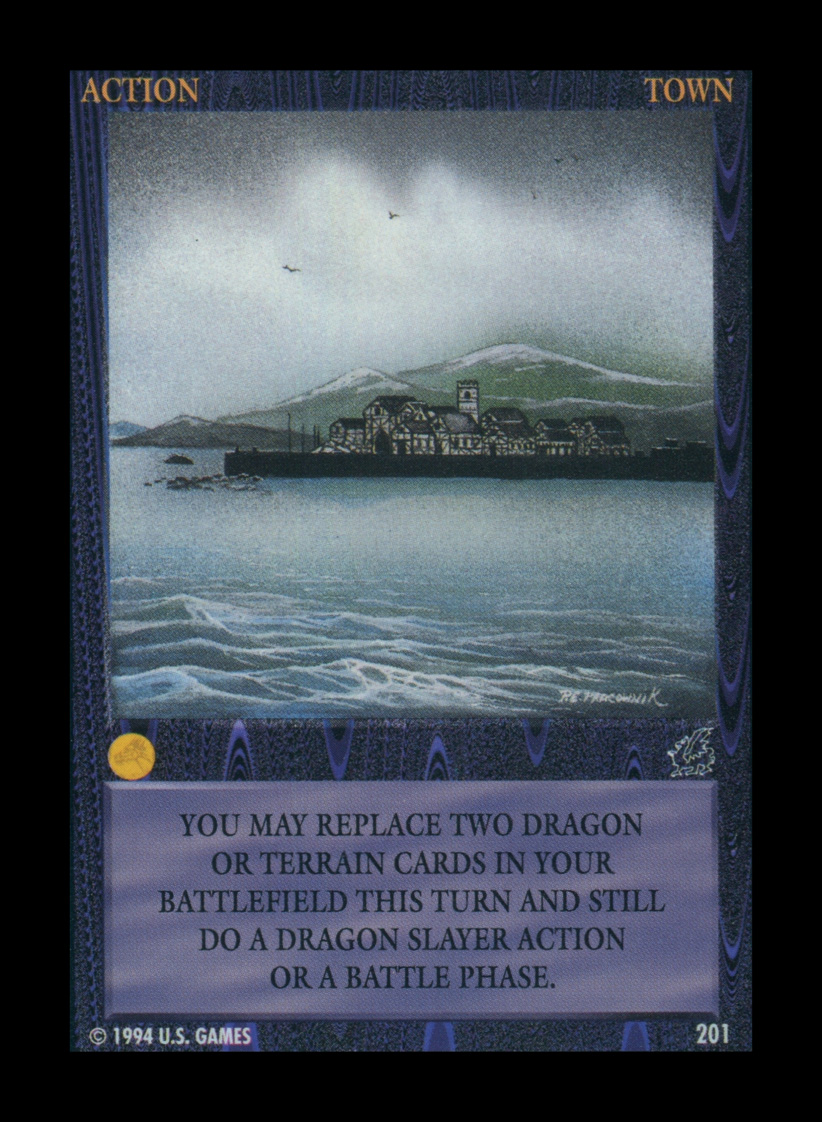 ACTION TOWN
YOU MAY REPLACE TWO DRAGON
OR TERRAIN CARDS IN YOUR
BATTLEFIELD THIS TURN AND STILL
DO A DRAGON SLAYER ACTION
OR A BATTLE PHASE.
© 1994 U.S. GAMES 201